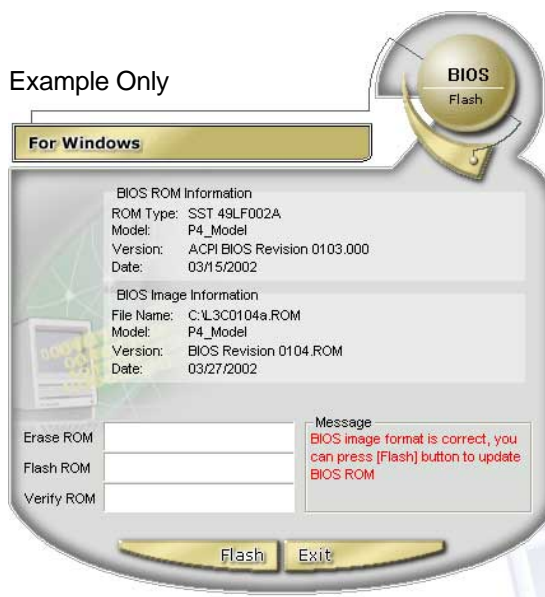 Example Only
BIOS
Flash
For Windows
BIOS ROM Information
ROM Type: SST 49LF002A
Model: P4_Model
Version: ACPI BIOS Revision 0103.000
Date: 03/15/2002
BIOS Image Information
File Name: C:\L3C0104a.ROM
Model: P4_Model
Version: BIOS Revision 0104.ROM
Date: 03/27/2002
Erase ROM
Flash ROM
Verify ROM
Message
BIOS image format is correct, you
can press [Flash] button to update
BIOS ROM
Flash
Exit